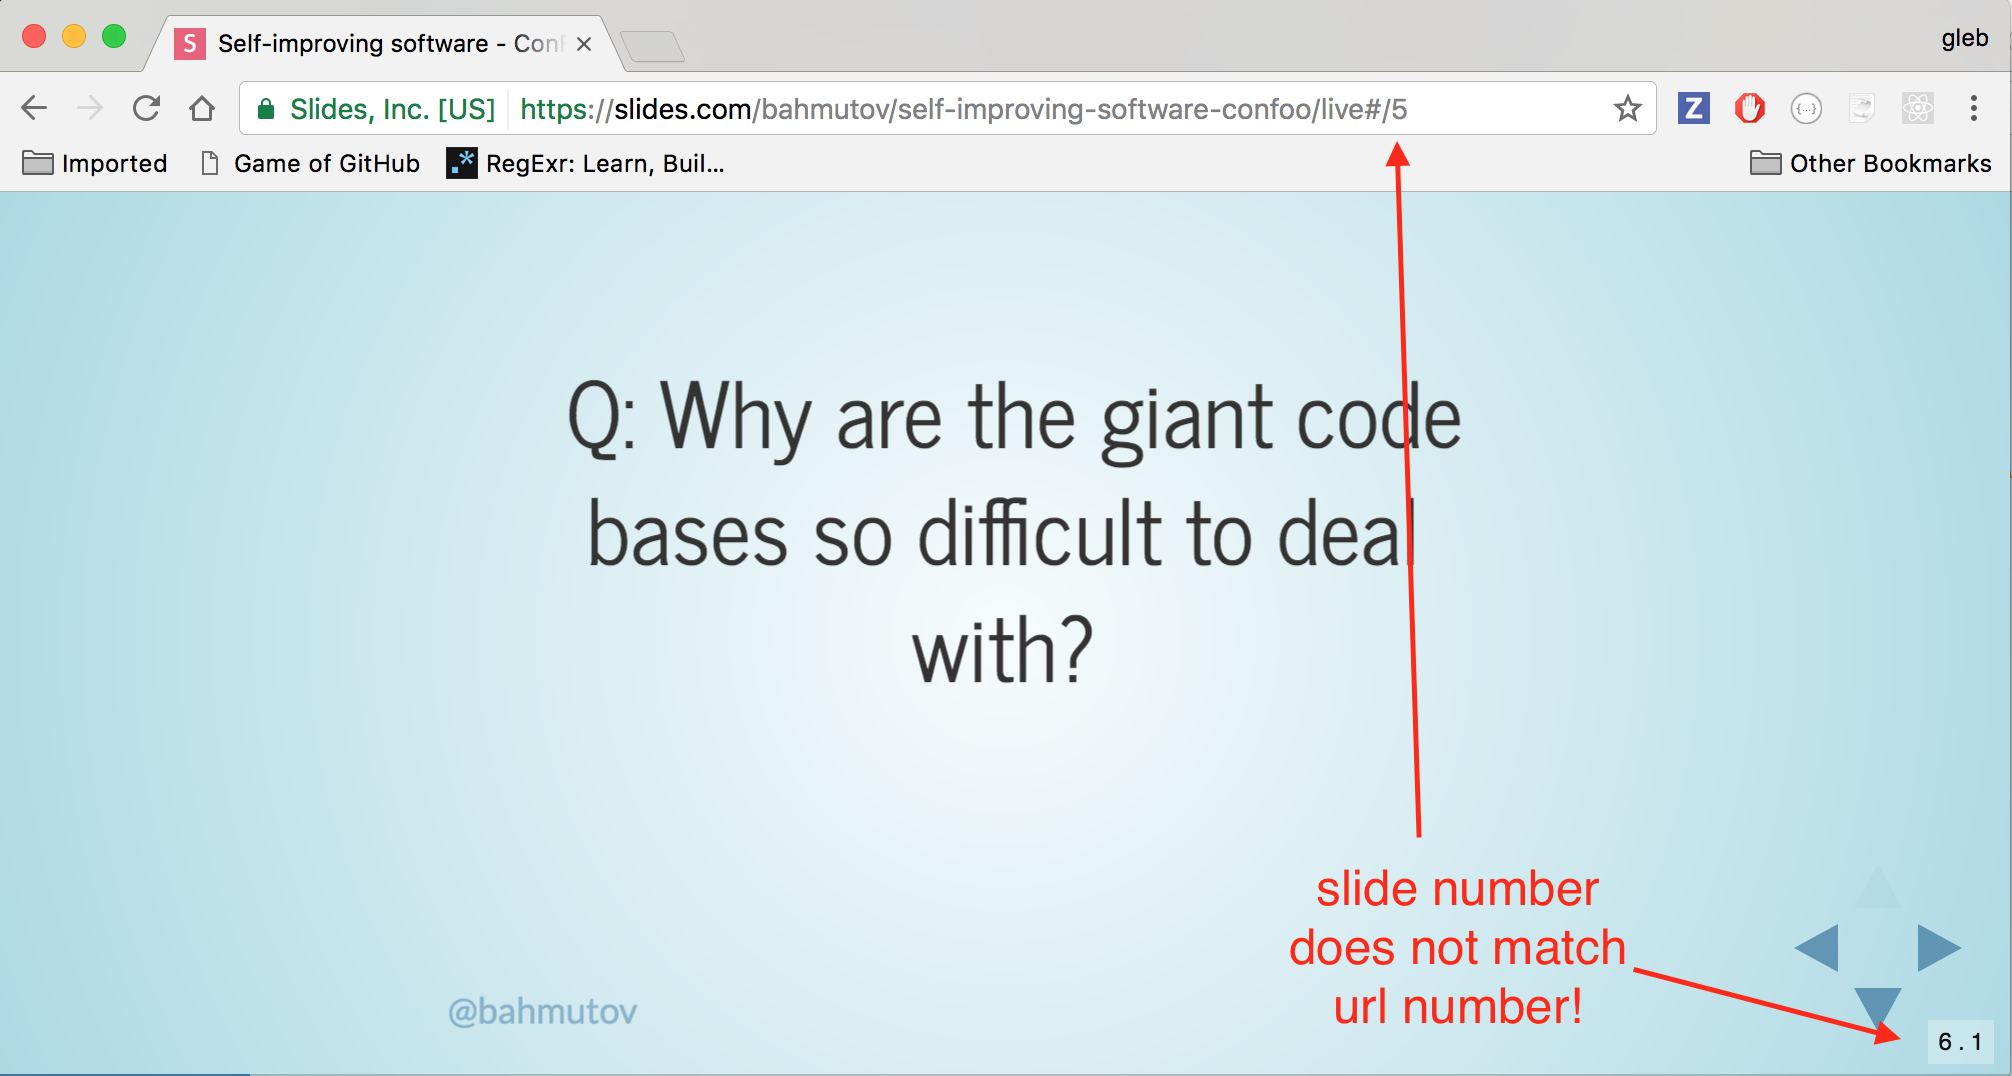 S Self-improving software - Conf
gleb
Slides, Inc. [US] https://slides.com/bahmutov/self-improving-software-confoo/live#/5
Z {...}
Imported Game of GitHub .* RegExr: Learn, Buil... Other Bookmarks
Q: Why are the giant code
bases so difficult to deal
with?
slide number
does not match
url number!
@bahmutov
6 . 1